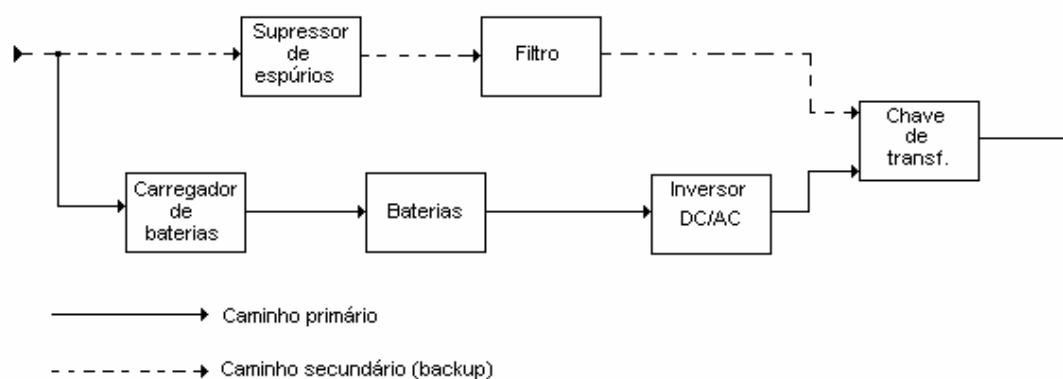 Supressor
de
espúrios
Filtro
Chave
de
transf.
Carregador
de
baterias
Baterias
Inversor
DC/AC
Caminho primário
Caminho secundário (backup)